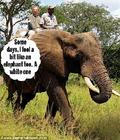 Some
days, I feel a
bit like an
elephant too. A
white one